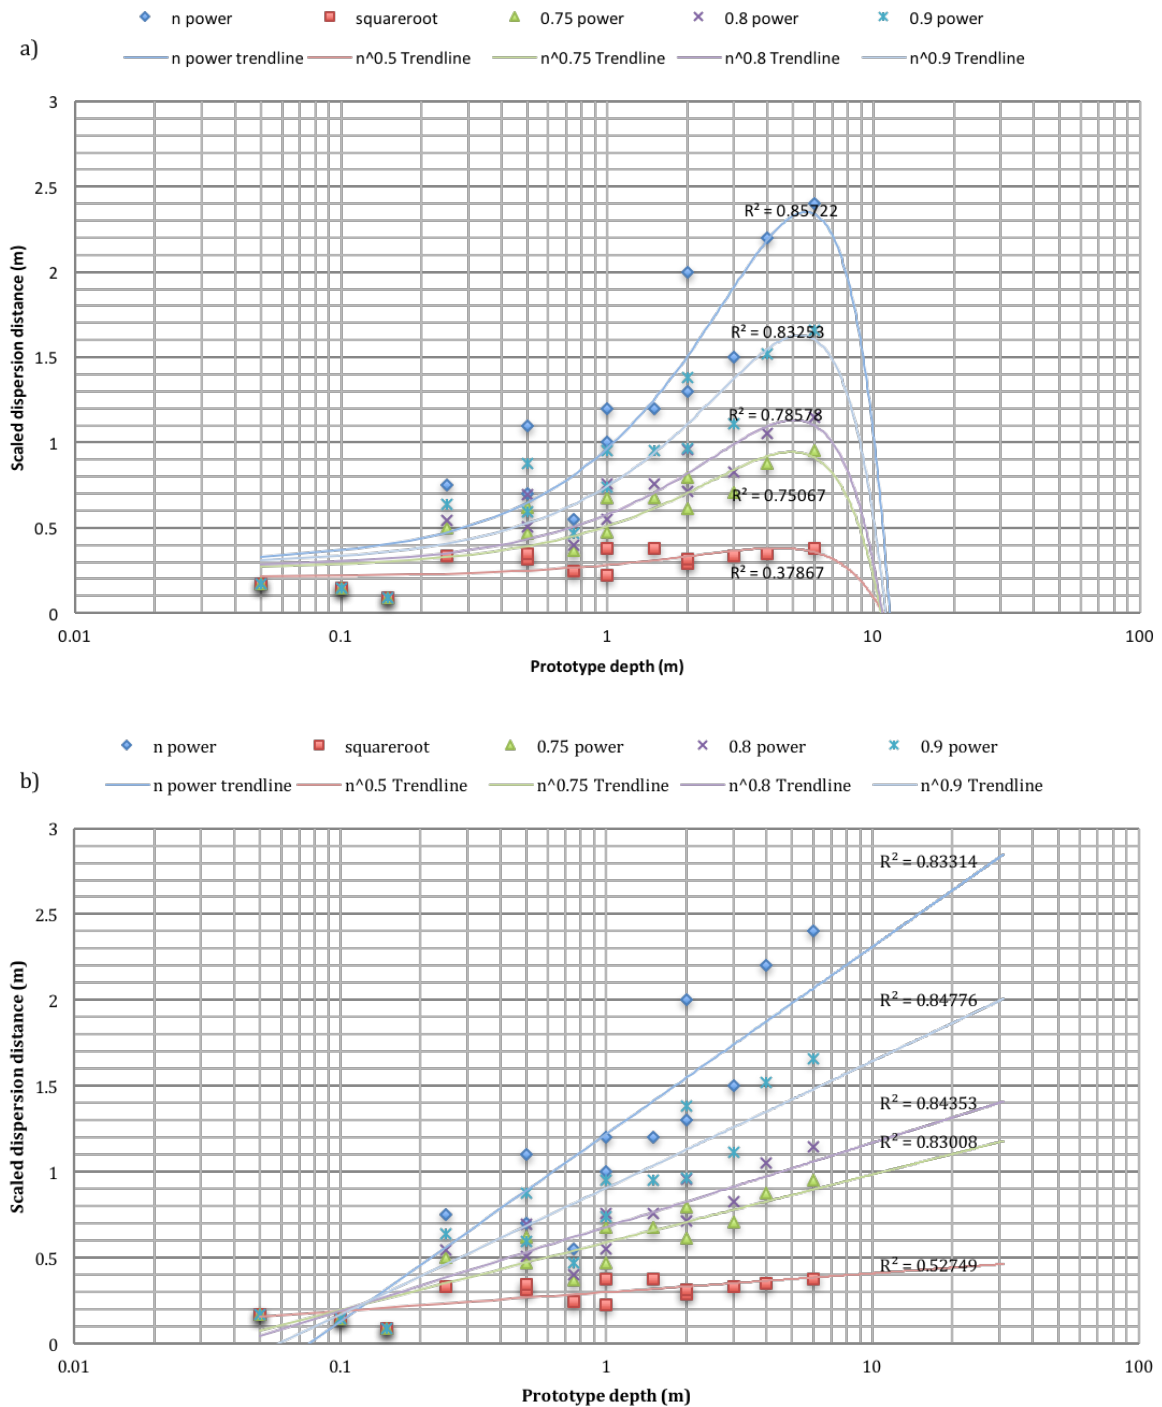 n power squareroot 0.75 power 0.8 power 0.9 power
a)
n power trendline n^0.5 Trendline n^0.75 Trendline n^0.8 Trendline n^0.9 Trendline
3
2.5
R² = 0.85722
2
Scaled dispersion distance (m)
R² = 0.83253
1.5
R² = 0.78578
1
R² = 0.75067
0.5
R² = 0.37867
0
0.01 0.1 1 10 100
Prototype depth (m)
n power squareroot 0.75 power 0.8 power 0.9 power
b)
n power trendline n^0.5 Trendline n^0.75 Trendline n^0.8 Trendline n^0.9 Trendline
3
R² = 0.83314
2.5
2
R² = 0.84776
Scaled dispersion distance (m)
1.5
R² = 0.84353
R² = 0.83008
1
0.5
R² = 0.52749
0
0.01 0.1 1 10 100
Prototype depth (m)